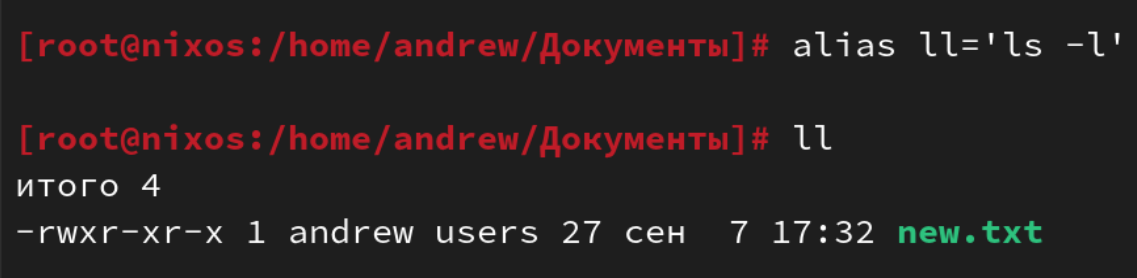 [root@nixos:/home/andrew/Документы]# alias ll='ls -l'
[root@nixos:/home/andrew/Документы]# ll
итого 4
-rwxr-xr-x 1 andrew users 27 сен  7 17:32 new.txt